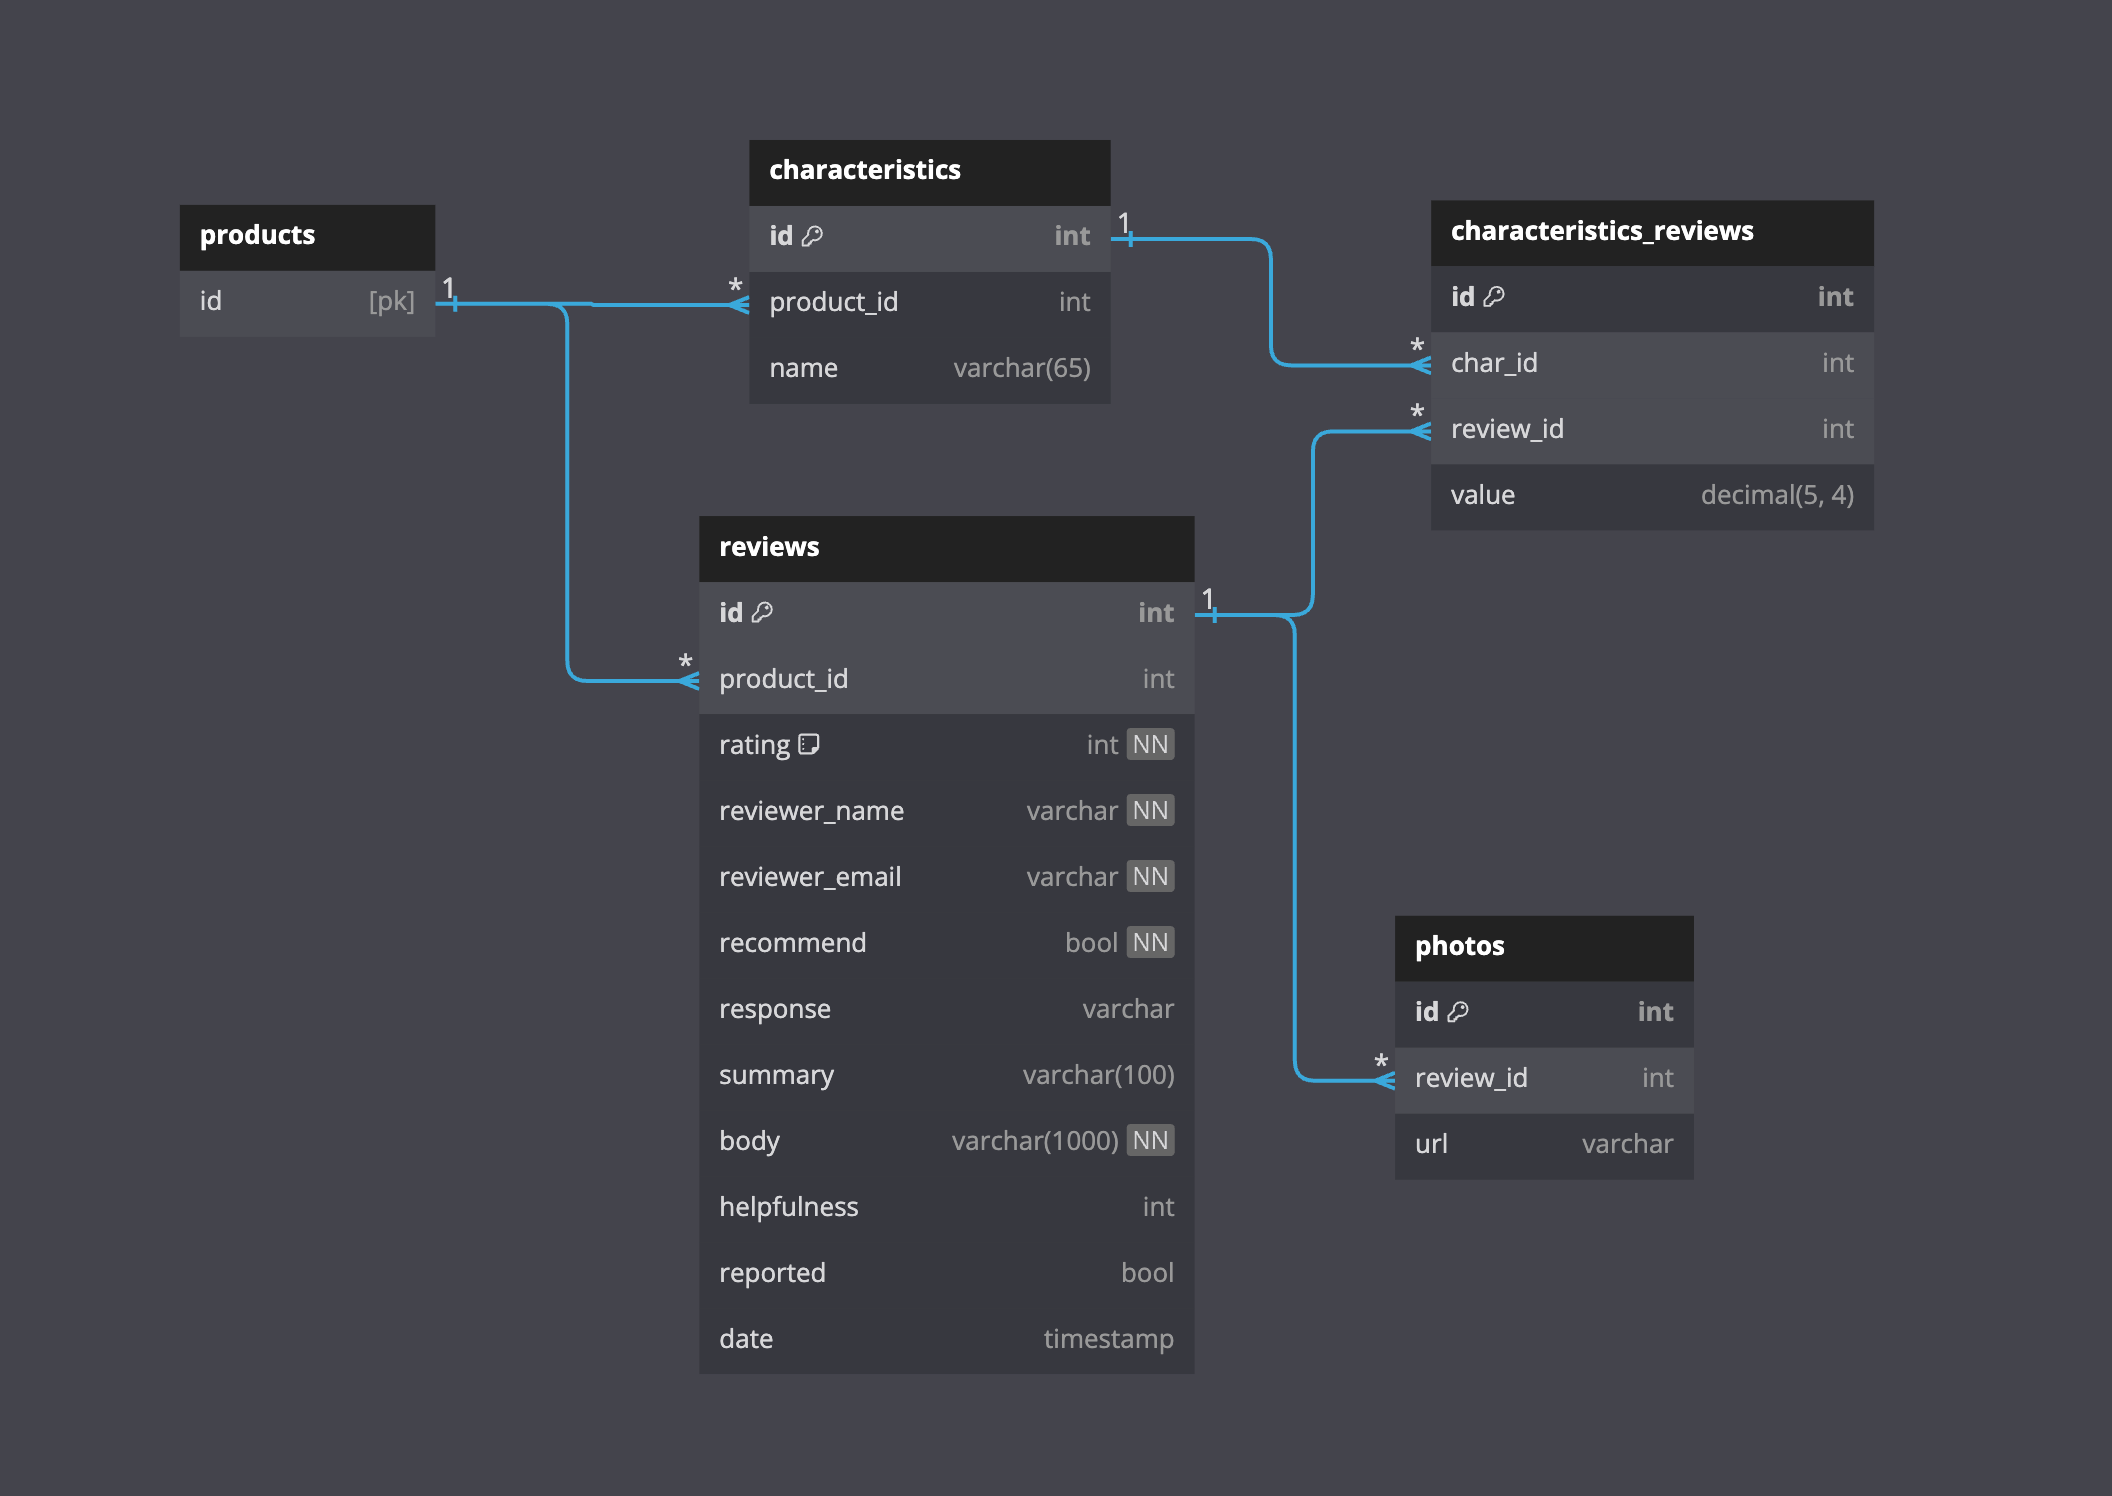 products
id [pk]
1
*
characteristics
id int
product_id int
name varchar(65)
1
*
*
characteristics_reviews
id int
char_id int
review_id int
value decimal(5, 4)
*
reviews
id int
product_id int
rating int NN
reviewer_name varchar NN
reviewer_email varchar NN
recommend bool NN
response varchar
summary varchar(100)
body varchar(1000) NN
helpfulness int
reported bool
date timestamp
1
*
photos
id int
review_id int
url varchar